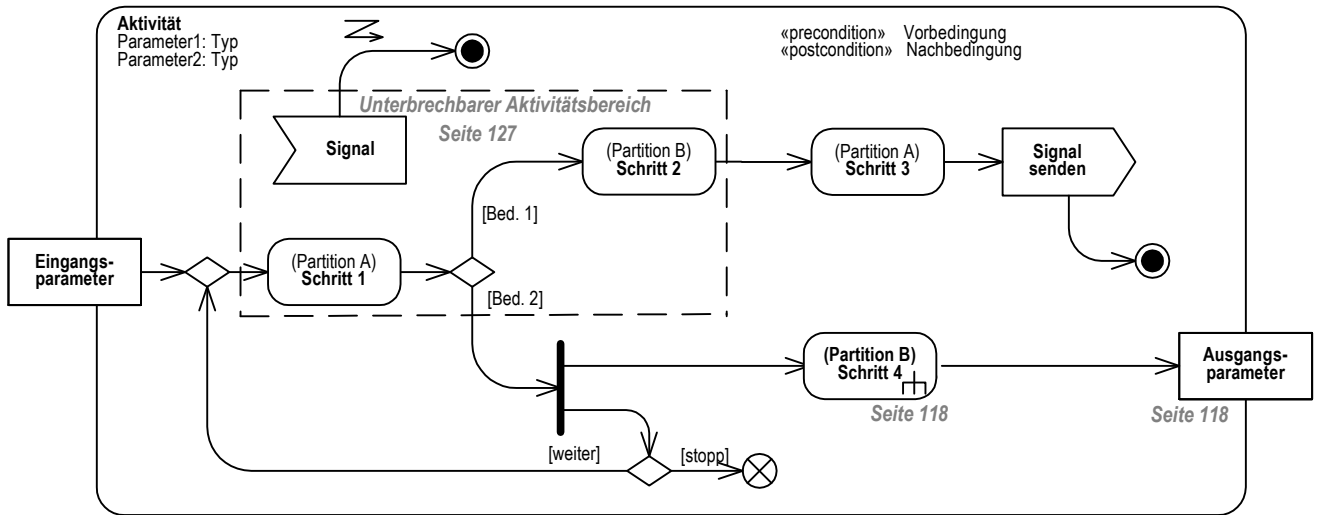 Aktivität
Parameter1: Typ
Parameter2: Typ
«precondition» Vorbedingung
«postcondition» Nachbedingung
Unterbrechbarer Aktivitätsbereich
Seite 127
Signal
(Partition B)
Schritt 2
(Partition A)
Schritt 3
Signal
senden
[Bed. 1]
Eingangs-
parameter
(Partition A)
Schritt 1
[Bed. 2]
(Partition B)
Schritt 4
Seite 118
Ausgangs-
parameter
Seite 118
[weiter]
[stopp]